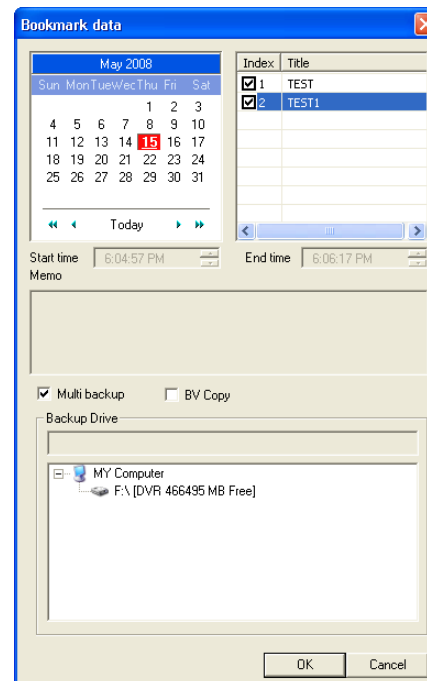 Bookmark data
May 2008
Sun Mon Tue Wec Thu Fri Sat
1 2 3
4 5 6 7 8 9 10
11 12 13 14 15 16 17
18 19 20 21 22 23 24
25 26 27 28 29 30 31
Today
Index Title
1 TEST
2 TEST1
Start time 6:04:57 PM End time 6:06:17 PM
Memo
Multi backup BV Copy
Backup Drive
MY Computer
F:\ [DVR 466495 MB Free]
OK Cancel